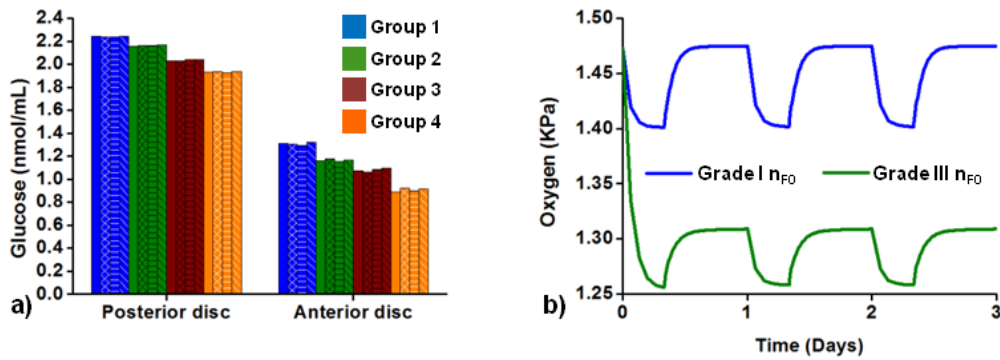 2.4
2.2
2.0
1.8
1.6
1.4
1.2
1.0
0.8
0.6
0.4
0.2
0.0
Glucose (nmol/mL)
Group 1
Group 2
Group 3
Group 4
Posterior disc
Anterior disc
a)
1.50
1.45
1.40
1.35
1.30
1.25
Oxygen (KPa)
Grade I nF0
Grade III nF0
0
1
2
3
Time (Days)
b)